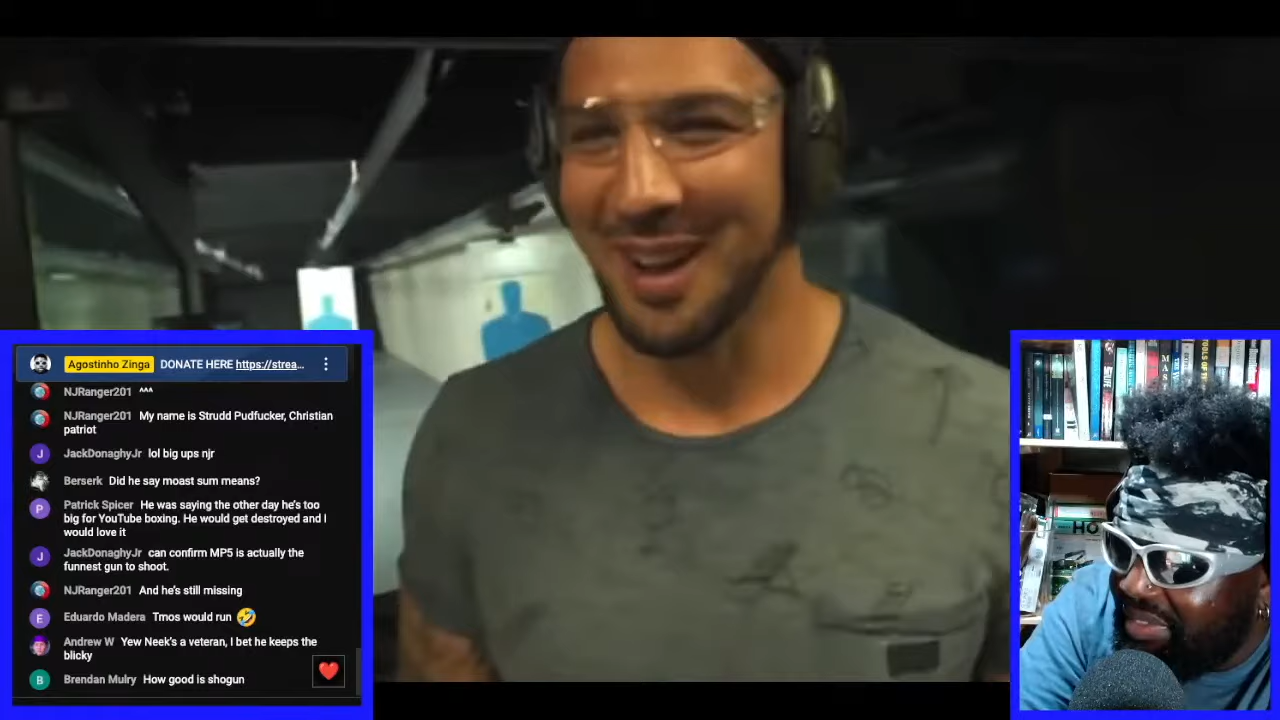 Agostinho Zinga DONATE HERE https://strea...
NJRanger201 ^^^
NJRanger201 My name is Strudd Pudfucker, Christian
patriot
J JackDonaghyJr lol big ups njr
Berserk Did he say moast sum means?
P Patrick Spicer He was saying the other day he's too
big for YouTube boxing. He would get destroyed and I
would love it
J JackDonaghyJr can confirm MP5 is actually the
funnest gun to shoot.
NJRanger201 And he's still missing
E Eduardo Madera Tmos would run 🤣
Andrew W Yew Neek's a veteran, I bet he keeps the
blicky
B Brendan Mulry How good is shogun